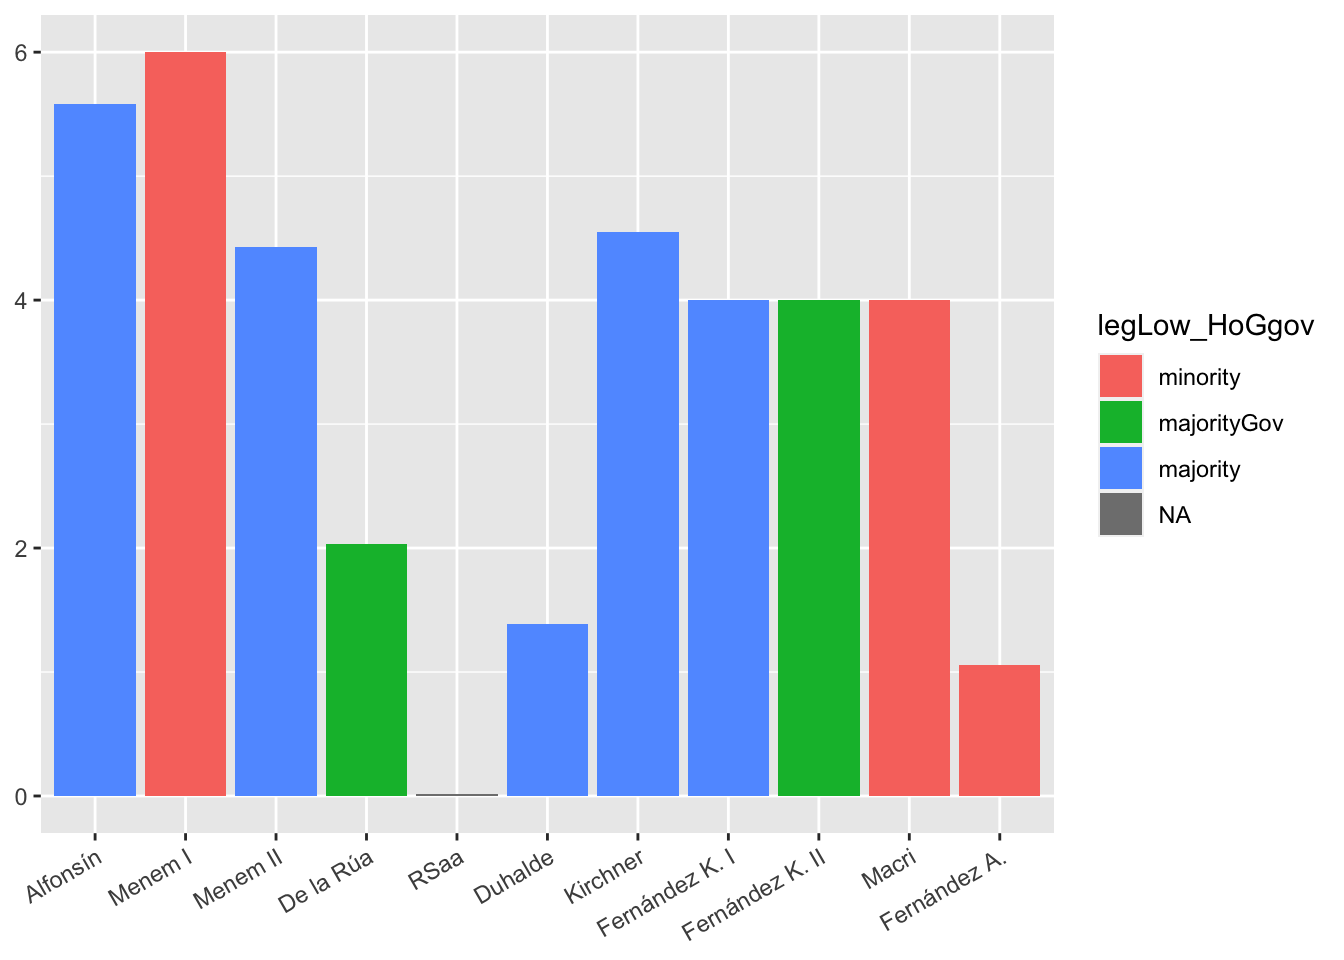 6
4
2
0
Alfonsín
Menem I
Menem II
De la Rúa
RSaa
Duhalde
Kirchner
Fernández K. I
Fernández K. II
Macri
Fernández A.
legLow_HoGgov
minority
majorityGov
majority
NA